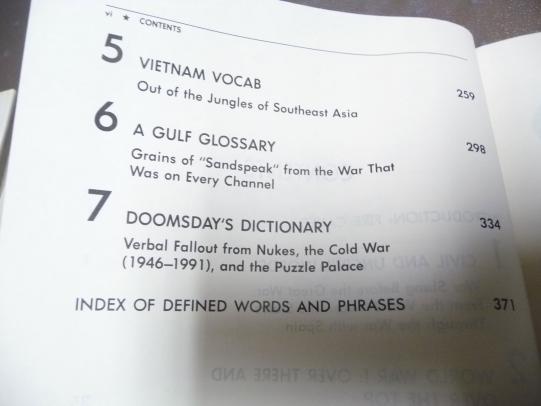 vi ★ CONTENTS
5 VIETNAM VOCAB 259
Out of the Jungles of Southeast Asia
6 A GULF GLOSSARY 298
Grains of "Sandspeak" from the War That
Was on Every Channel
7 DOOMSDAY'S DICTIONARY 334
Verbal Fallout from Nukes, the Cold War
(1946–1991), and the Puzzle Palace
INDEX OF DEFINED WORDS AND PHRASES 371